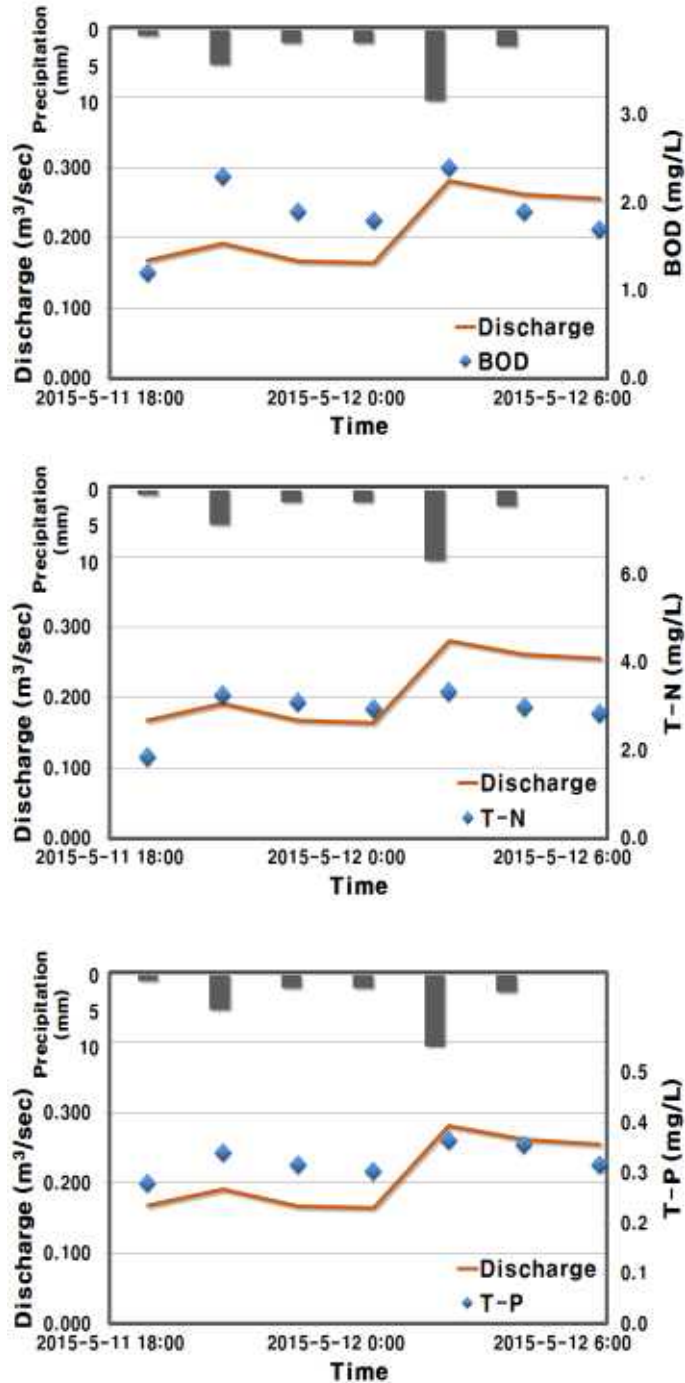 Precipitation
(mm)
0
5
10
Discharge (m³/sec)
0.300
0.200
0.100
0.000
3.0
2.0
1.0
0.0
BOD (mg/L)
Discharge
BOD
2015-5-11 18:00
2015-5-12 0:00
2015-5-12 6:00
Time
Precipitation
(mm)
0
5
10
Discharge (m³/sec)
0.300
0.200
0.100
0.000
6.0
4.0
2.0
0.0
T-N (mg/L)
Discharge
T-N
2015-5-11 18:00
2015-5-12 0:00
2015-5-12 6:00
Time
Precipitation
(mm)
0
5
10
Discharge (m³/sec)
0.300
0.200
0.100
0.000
0.5
0.4
0.3
0.2
0.1
0.0
T-P (mg/L)
Discharge
T-P
2015-5-11 18:00
2015-5-12 0:00
2015-5-12 6:00
Time